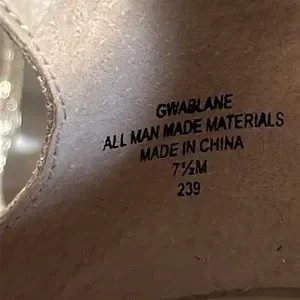 GWABLANE
ALL MAN MADE MATERIALS
MADE IN CHINA
7½M
239